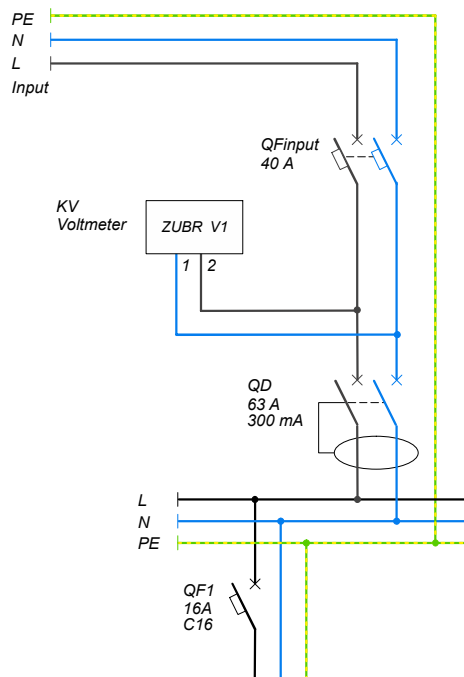 PE
N
L
Input
QFinput
40 A
KV
Voltmeter
ZUBR V1
1 2
QD
63 A
300 mA
L
N
PE
QF1
16A
C16